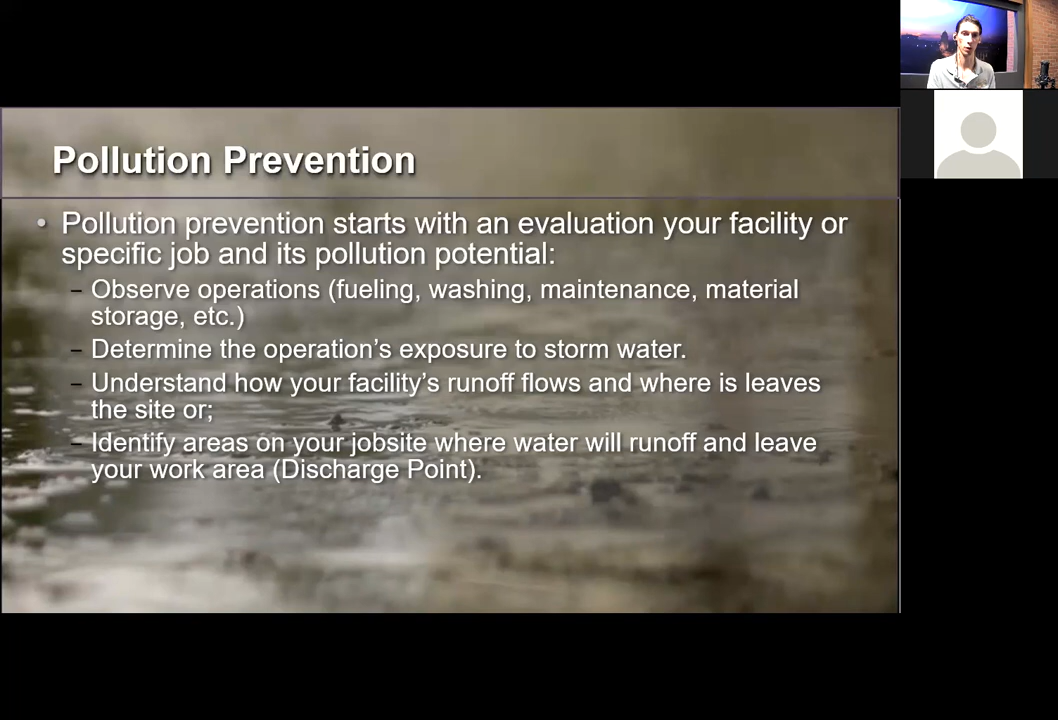 Pollution Prevention
• Pollution prevention starts with an evaluation your facility or
specific job and its pollution potential:
– Observe operations (fueling, washing, maintenance, material
storage, etc.)
– Determine the operation’s exposure to storm water.
– Understand how your facility’s runoff flows and where is leaves
the site or;
– Identify areas on your jobsite where water will runoff and leave
your work area (Discharge Point).